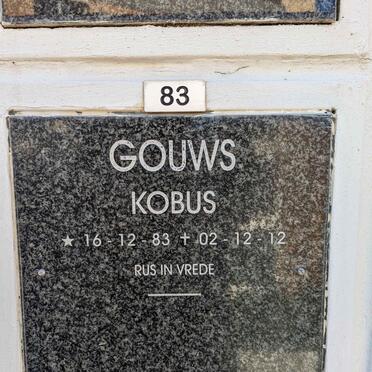 83
GOUWS
KOBUS
★ 16 - 12 - 83 ✝ 02 - 12 - 12
RUS IN VREDE